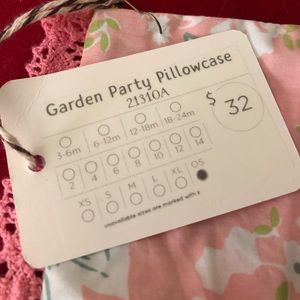 Garden Party Pillowcase
21310A
$ 32
3-6m 6-12m 12-18m 18-24m
2 4 6 8 10 12 14
XS S M L XL OS
unavailable sizes are marked with x